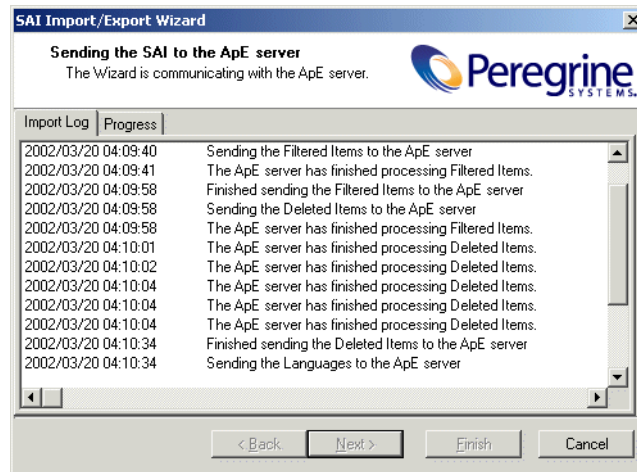 SAI Import/Export Wizard
Sending the SAI to the ApE server
The Wizard is communicating with the ApE server.
Peregrine
SYSTEMS
Import Log Progress
2002/03/20 04:09:40 Sending the Filtered Items to the ApE server
2002/03/20 04:09:41 The ApE server has finished processing Filtered Items.
2002/03/20 04:09:58 Finished sending the Filtered Items to the ApE server
2002/03/20 04:09:58 Sending the Deleted Items to the ApE server
2002/03/20 04:09:58 The ApE server has finished processing Filtered Items.
2002/03/20 04:10:01 The ApE server has finished processing Deleted Items.
2002/03/20 04:10:02 The ApE server has finished processing Deleted Items.
2002/03/20 04:10:04 The ApE server has finished processing Deleted Items.
2002/03/20 04:10:04 The ApE server has finished processing Deleted Items.
2002/03/20 04:10:04 The ApE server has finished processing Deleted Items.
2002/03/20 04:10:34 Finished sending the Deleted Items to the ApE server
2002/03/20 04:10:34 Sending the Languages to the ApE server
< Back Next > Finish Cancel